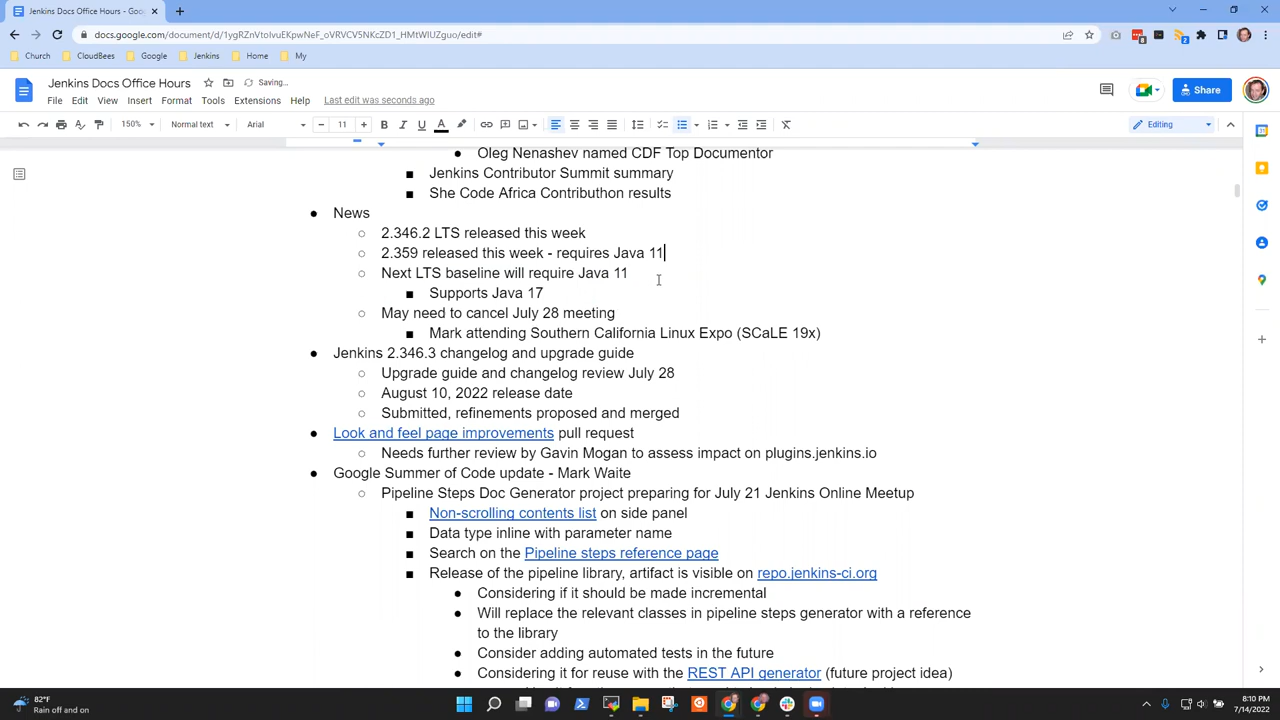 Jenkins Docs Office Hours - Goo
docs.google.com/document/d/1ygRZnVtoIvuEKpwNeF_oVRVCV5NKcZD1_HMtWIUZguo/edit#
Church
CloudBees
Google
Jenkins
Home
My
Jenkins Docs Office Hours
Saving...
File Edit View Insert Format Tools Extensions Help
Last edit was seconds ago
Share
150%
Normal text
Arial
11
Editing
Oleg Nenashev named CDF Top Documentor
Jenkins Contributor Summit summary
She Code Africa Contributhon results
News
2.346.2 LTS released this week
2.359 released this week - requires Java 11
Next LTS baseline will require Java 11
Supports Java 17
May need to cancel July 28 meeting
Mark attending Southern California Linux Expo (SCaLE 19x)
Jenkins 2.346.3 changelog and upgrade guide
Upgrade guide and changelog review July 28
August 10, 2022 release date
Submitted, refinements proposed and merged
Look and feel page improvements pull request
Needs further review by Gavin Mogan to assess impact on plugins.jenkins.io
Google Summer of Code update - Mark Waite
Pipeline Steps Doc Generator project preparing for July 21 Jenkins Online Meetup
Non-scrolling contents list on side panel
Data type inline with parameter name
Search on the Pipeline steps reference page
Release of the pipeline library, artifact is visible on repo.jenkins-ci.org
Considering if it should be made incremental
Will replace the relevant classes in pipeline steps generator with a reference
to the library
Consider adding automated tests in the future
Considering it for reuse with the REST API generator (future project idea)
82°F
Rain off and on
8:10 PM
7/14/2022